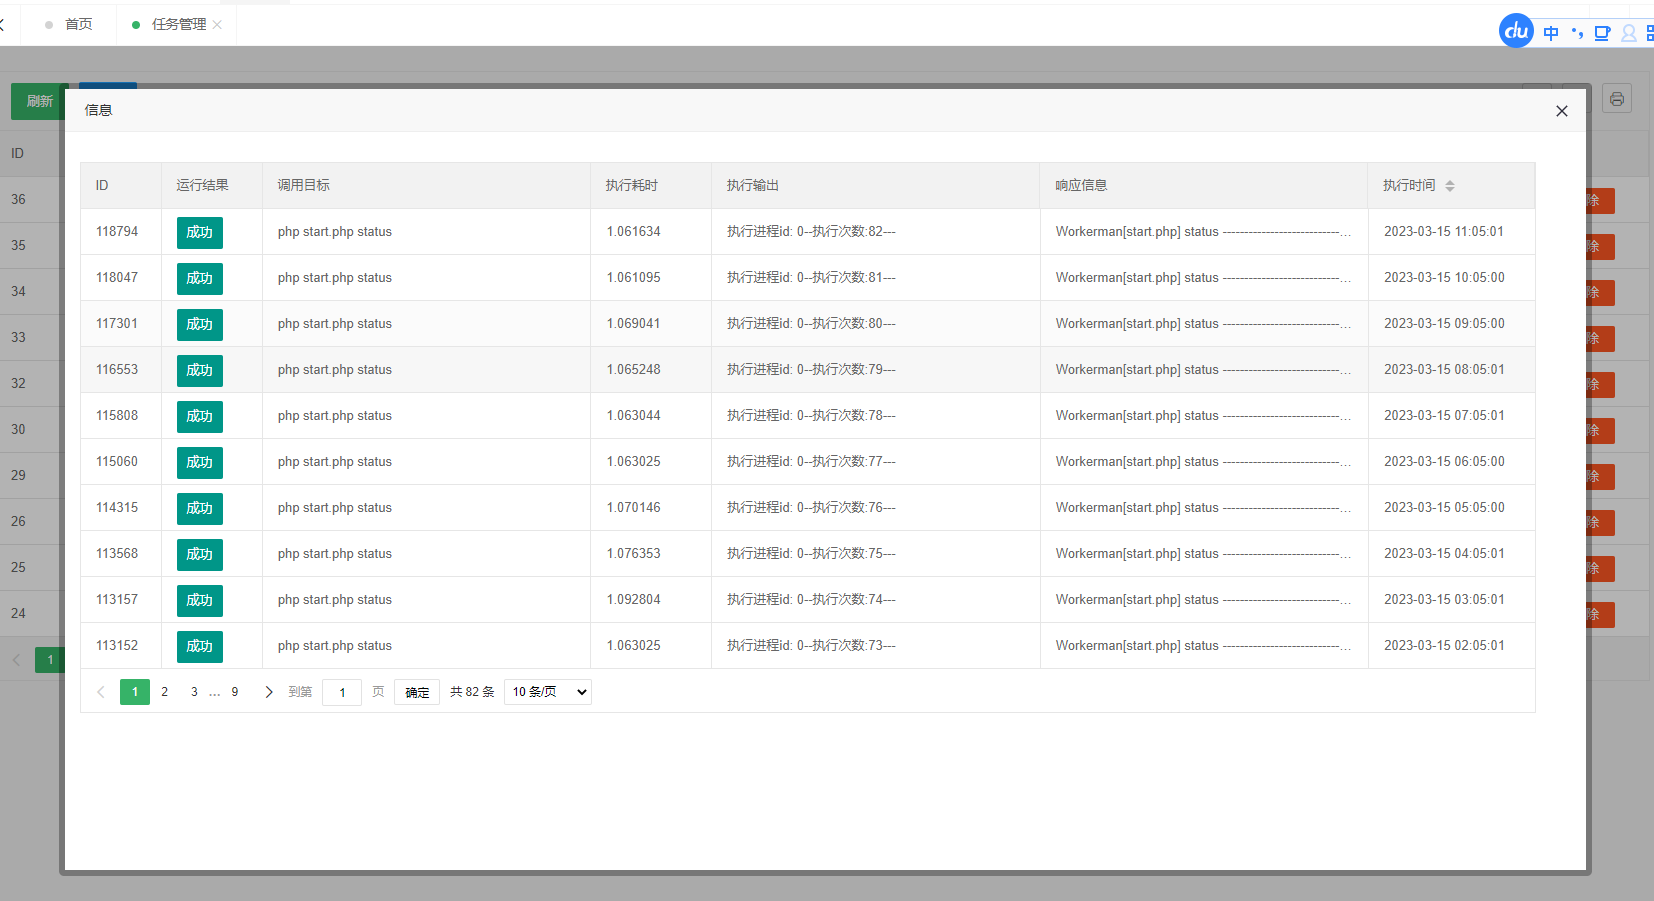 首页
任务管理
du 中
刷新
信息
ID
36
35
34
33
32
30
29
26
25
24
1
ID 运行结果 调用目标 执行耗时 执行输出 响应信息 执行时间
118794 成功 php start.php status 1.061634 执行进程id: 0--执行次数:82--- Workerman[start.php] status ---------------------------... 2023-03-15 11:05:01
118047 成功 php start.php status 1.061095 执行进程id: 0--执行次数:81--- Workerman[start.php] status ---------------------------... 2023-03-15 10:05:00
117301 成功 php start.php status 1.069041 执行进程id: 0--执行次数:80--- Workerman[start.php] status ---------------------------... 2023-03-15 09:05:00
116553 成功 php start.php status 1.065248 执行进程id: 0--执行次数:79--- Workerman[start.php] status ---------------------------... 2023-03-15 08:05:01
115808 成功 php start.php status 1.063044 执行进程id: 0--执行次数:78--- Workerman[start.php] status ---------------------------... 2023-03-15 07:05:01
115060 成功 php start.php status 1.063025 执行进程id: 0--执行次数:77--- Workerman[start.php] status ---------------------------... 2023-03-15 06:05:00
114315 成功 php start.php status 1.070146 执行进程id: 0--执行次数:76--- Workerman[start.php] status ---------------------------... 2023-03-15 05:05:00
113568 成功 php start.php status 1.076353 执行进程id: 0--执行次数:75--- Workerman[start.php] status ---------------------------... 2023-03-15 04:05:01
113157 成功 php start.php status 1.092804 执行进程id: 0--执行次数:74--- Workerman[start.php] status ---------------------------... 2023-03-15 03:05:01
113152 成功 php start.php status 1.063025 执行进程id: 0--执行次数:73--- Workerman[start.php] status ---------------------------... 2023-03-15 02:05:01
1 2 3 ... 9 到第 1 页 确定 共 82 条 10 条/页
除
除
除
除
除
除
除
除
除
除